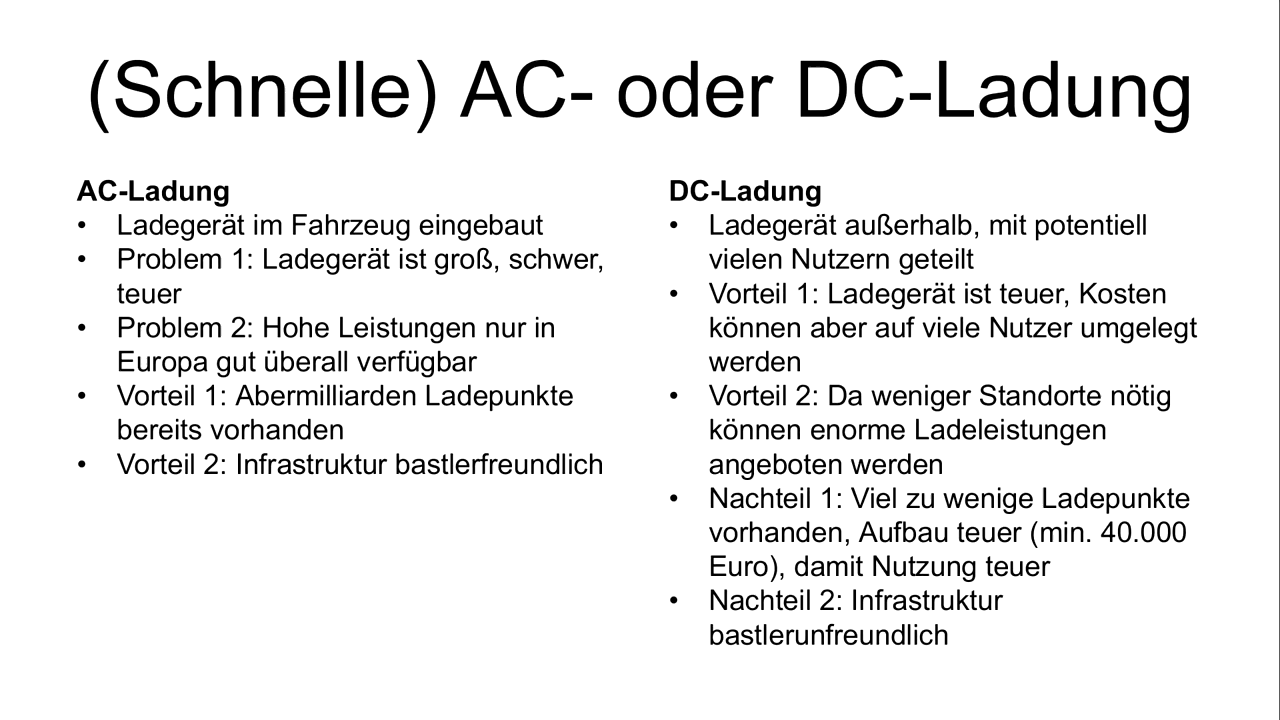 (Schnelle) AC- oder DC-Ladung
AC-Ladung
• Ladegerät im Fahrzeug eingebaut
• Problem 1: Ladegerät ist groß, schwer,
teuer
• Problem 2: Hohe Leistungen nur in
Europa gut überall verfügbar
• Vorteil 1: Abermilliarden Ladepunkte
bereits vorhanden
• Vorteil 2: Infrastruktur bastlerfreundlich
DC-Ladung
• Ladegerät außerhalb, mit potentiell
vielen Nutzern geteilt
• Vorteil 1: Ladegerät ist teuer, Kosten
können aber auf viele Nutzer umgelegt
werden
• Vorteil 2: Da weniger Standorte nötig
können enorme Ladeleistungen
angeboten werden
• Nachteil 1: Viel zu wenige Ladepunkte
vorhanden, Aufbau teuer (min. 40.000
Euro), damit Nutzung teuer
• Nachteil 2: Infrastruktur
bastlerunfreundlich